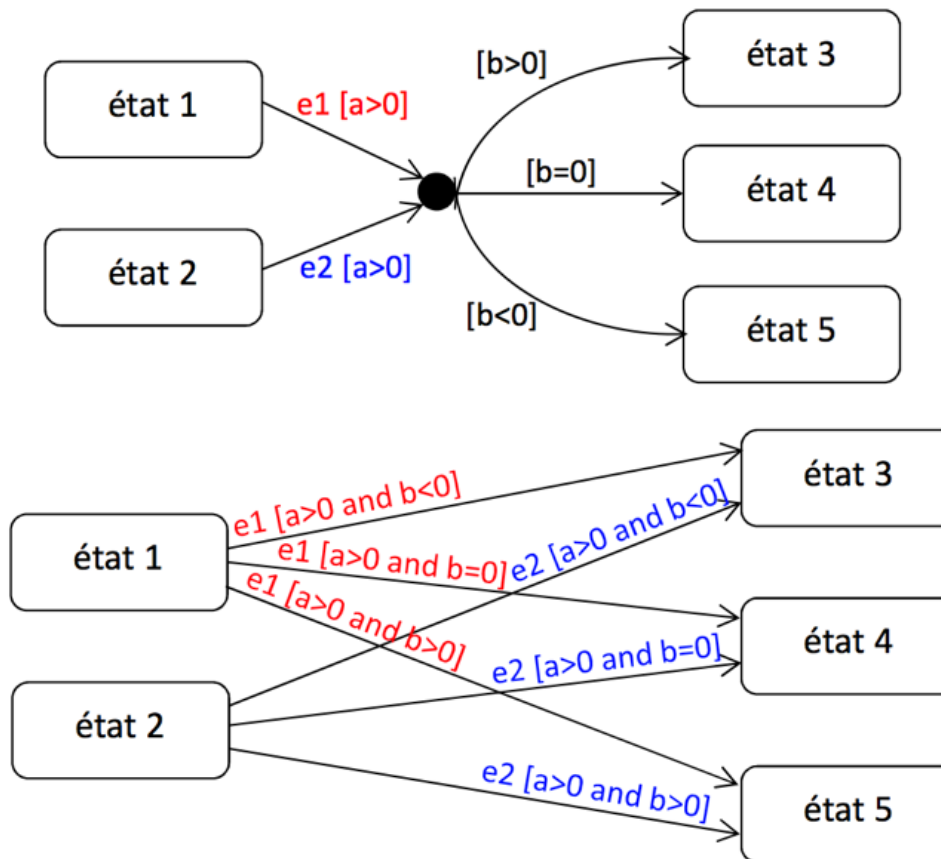 état 1
état 2
e1 [a>0]
e2 [a>0]
[b>0]
[b=0]
[b<0]
état 3
état 4
état 5
état 1
état 2
e1 [a>0 and b<0]
e1 [a>0 and b=0]
e1 [a>0 and b>0]
e2 [a>0 and b<0]
e2 [a>0 and b=0]
e2 [a>0 and b>0]
état 3
état 4
état 5